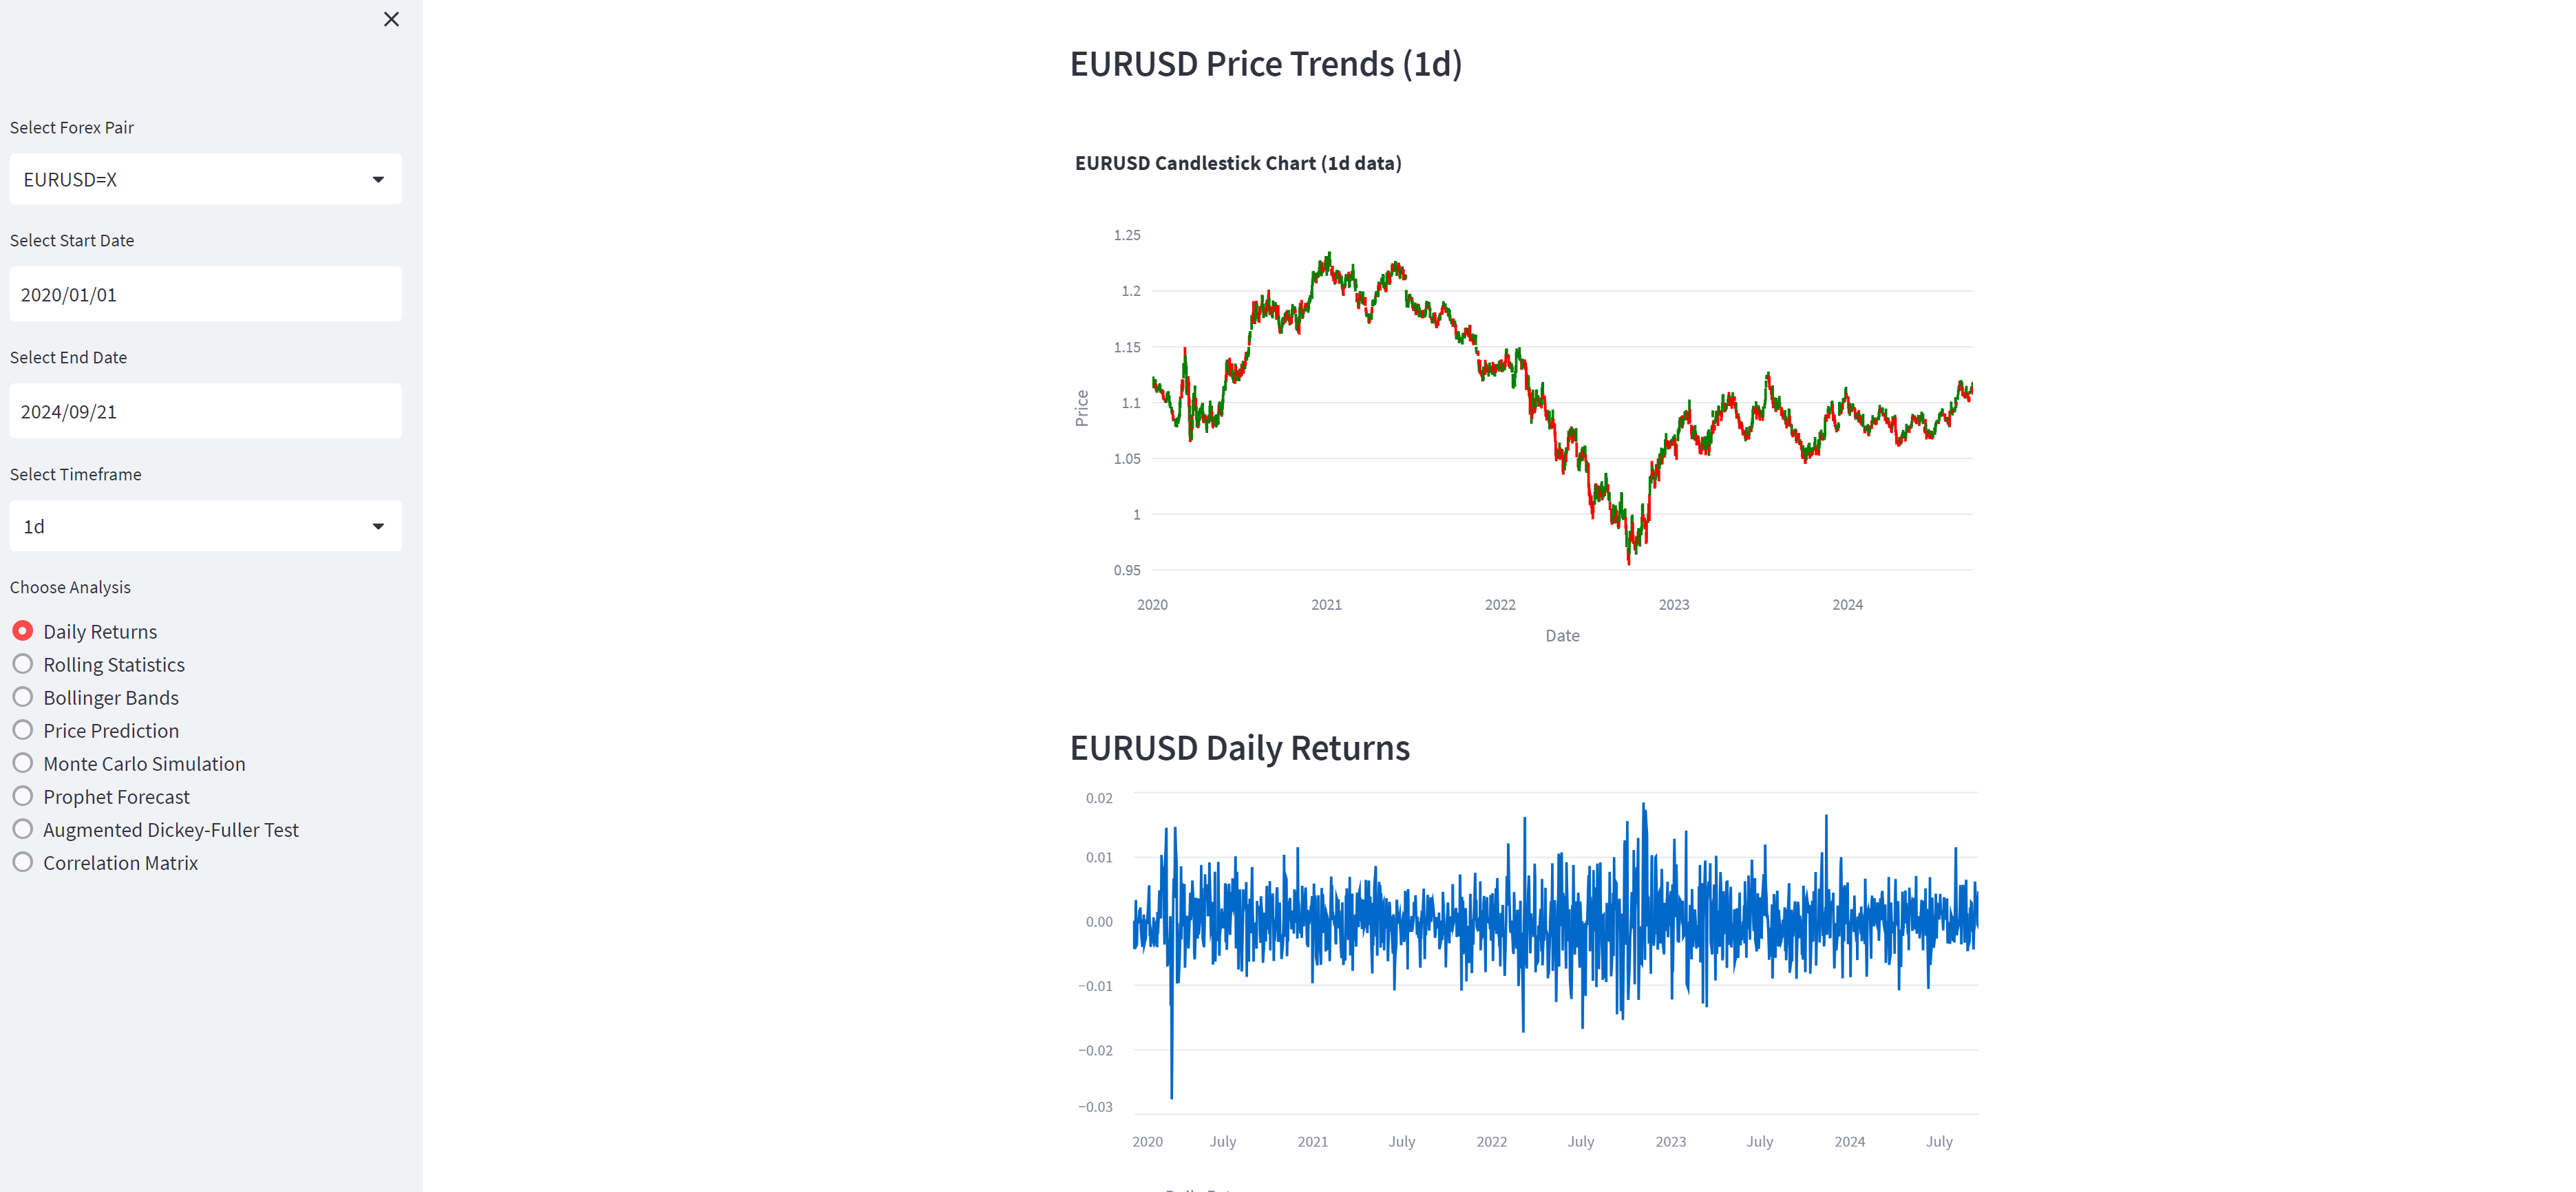 Select Forex Pair
EURUSD=X
Select Start Date
2020/01/01
Select End Date
2024/09/21
Select Timeframe
1d
Choose Analysis
Daily Returns
Rolling Statistics
Bollinger Bands
Price Prediction
Monte Carlo Simulation
Prophet Forecast
Augmented Dickey-Fuller Test
Correlation Matrix
EURUSD Price Trends (1d)
EURUSD Candlestick Chart (1d data)
1.25
1.2
1.15
1.1
1.05
1
0.95
Price
2020 2021 2022 2023 2024
Date
EURUSD Daily Returns
0.02
0.01
0.00
−0.01
−0.02
−0.03
2020 July 2021 July 2022 July 2023 July 2024 July